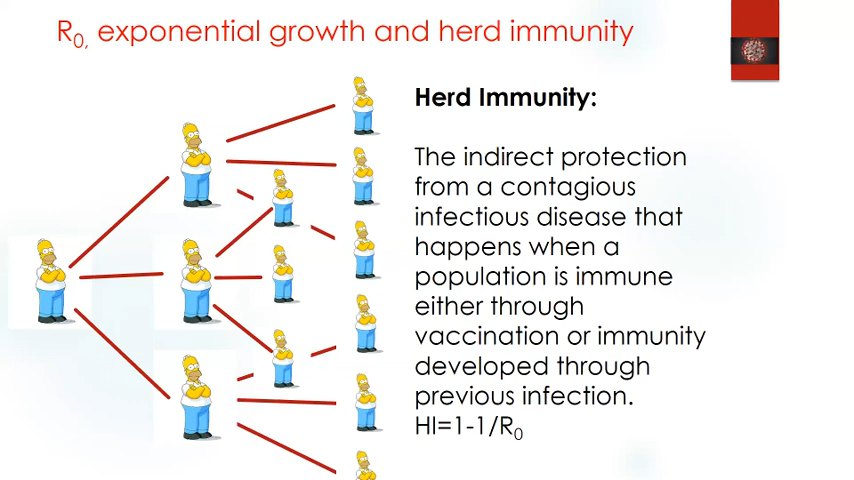 R0, exponential growth and herd immunity
Herd Immunity:
The indirect protection
from a contagious
infectious disease that
happens when a
population is immune
either through
vaccination or immunity
developed through
previous infection.
HI=1-1/R0